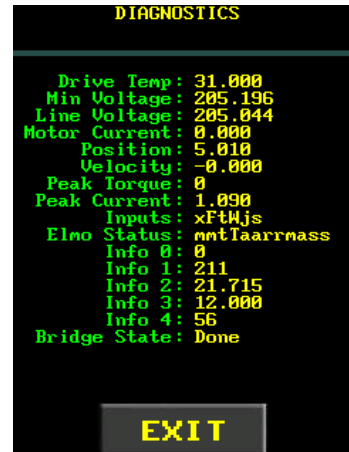 DIAGNOSTICS
Drive Temp: 31.000
Min Voltage: 205.196
Line Voltage: 205.044
Motor Current: 0.000
Position: 5.010
Velocity: -0.000
Peak Torque: 0
Peak Current: 1.090
Inputs: xFtWjs
Elmo Status: mmtTaarrmass
Info 0: 0
Info 1: 211
Info 2: 21.715
Info 3: 12.000
Info 4: 56
Bridge State: Done
EXIT